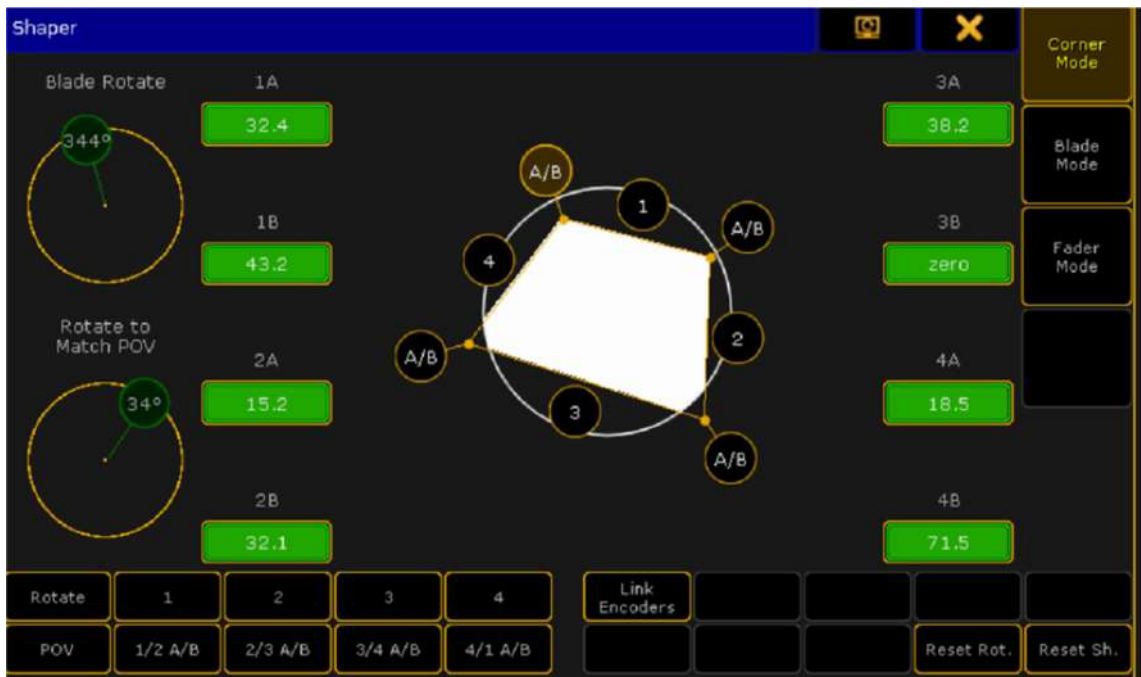 Shaper
Corner
Mode
Blade Rotate
1A
3A
344°
32.4
38.2
Blade
Mode
A/B
1
1B
A/B
3B
Fader
Mode
4
43.2
zero
Rotate to
Match POV
2
2A
A/B
4A
34°
15.2
3
18.5
A/B
2B
4B
32.1
71.5
Rotate
1
2
3
4
Link
Encoders
POV
1/2 A/B
2/3 A/B
3/4 A/B
4/1 A/B
Reset Rot.
Reset Sh.